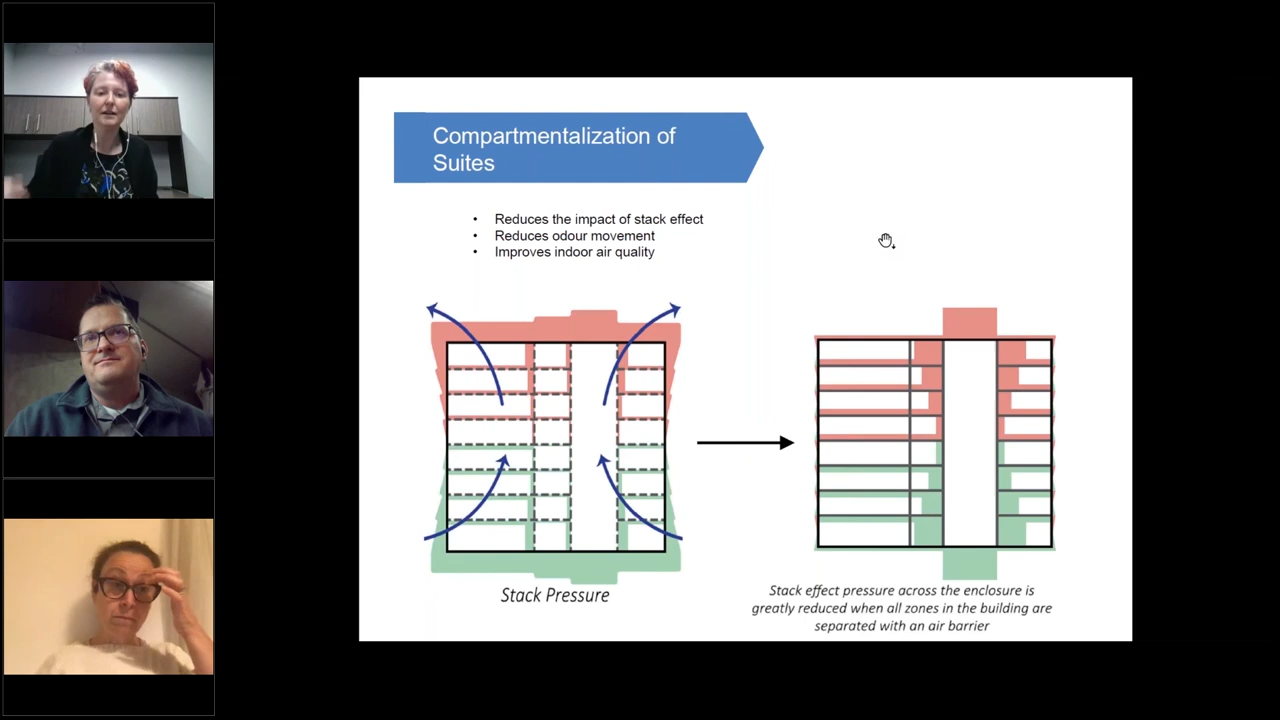 Compartmentalization of
Suites
• Reduces the impact of stack effect
• Reduces odour movement
• Improves indoor air quality
Stack Pressure
Stack effect pressure across the enclosure is
greatly reduced when all zones in the building are
separated with an air barrier